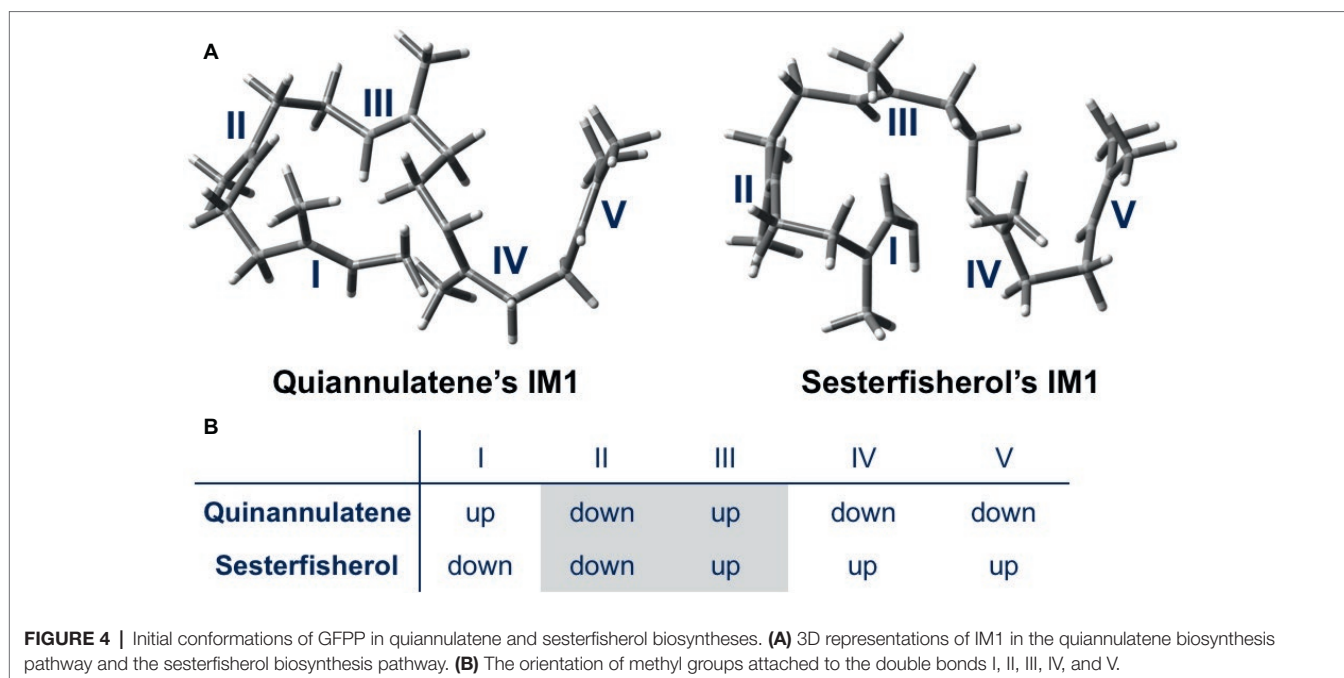 A
II
III
I
IV
V
II
III
I
IV
V
Quiannulatene's IM1
Sesterfisherol's IM1
B
I II III IV V
Quinannulatene up down up down down
Sesterfisherol down down up up up
FIGURE 4 | Initial conformations of GFPP in quiannulatene and sesterfisherol biosyntheses. (A) 3D representations of IM1 in the quiannulatene biosynthesis
pathway and the sesterfisherol biosynthesis pathway. (B) The orientation of methyl groups attached to the double bonds I, II, III, IV, and V.